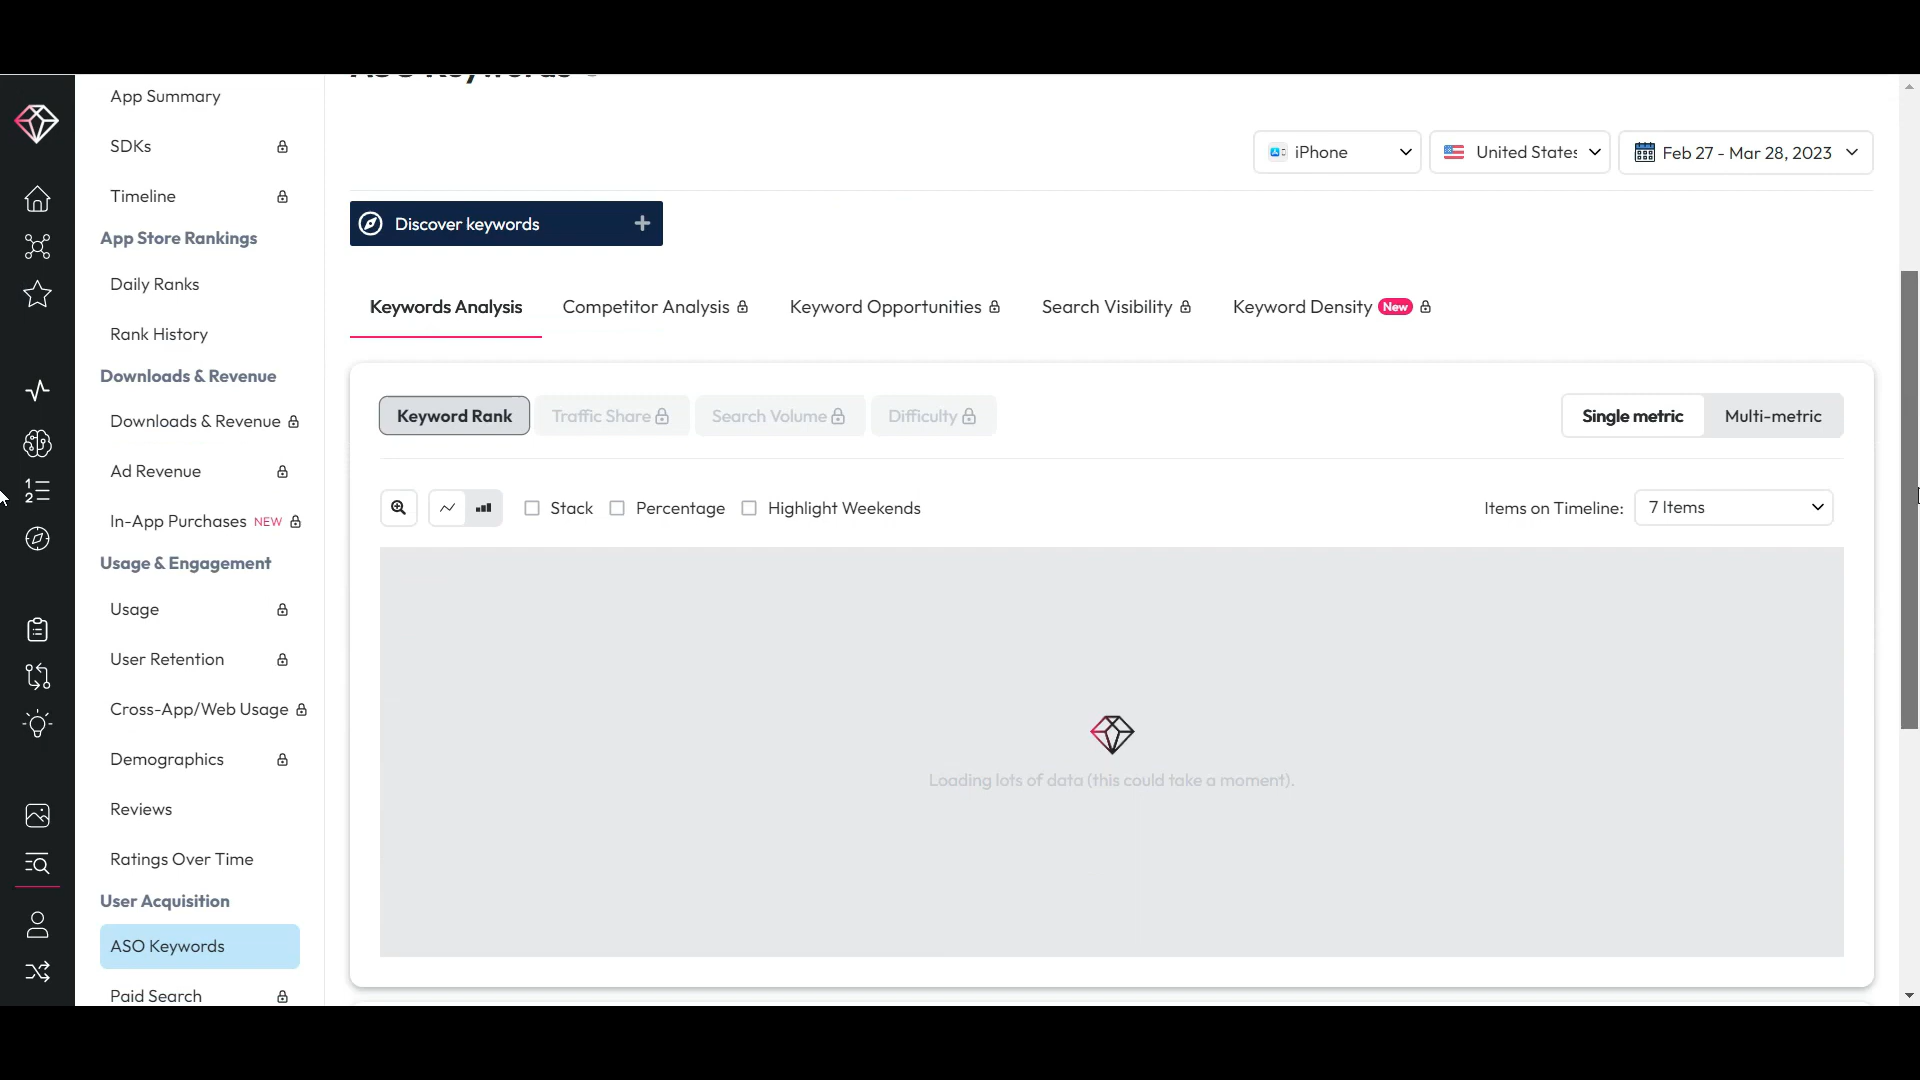 ASO Keywords
App Summary
SDKs
Timeline
App Store Rankings
Daily Ranks
Rank History
Downloads & Revenue
Downloads & Revenue
Ad Revenue
In-App Purchases NEW
Usage & Engagement
Usage
User Retention
Cross-App/Web Usage
Demographics
Reviews
Ratings Over Time
User Acquisition
ASO Keywords
Paid Search
iPhone
United States
Feb 27 - Mar 28, 2023
Discover keywords +
Keywords Analysis
Competitor Analysis
Keyword Opportunities
Search Visibility
Keyword Density New
Keyword Rank
Traffic Share
Search Volume
Difficulty
Single metric
Multi-metric
Stack
Percentage
Highlight Weekends
Items on Timeline:
7 Items
Loading lots of data (this could take a moment).